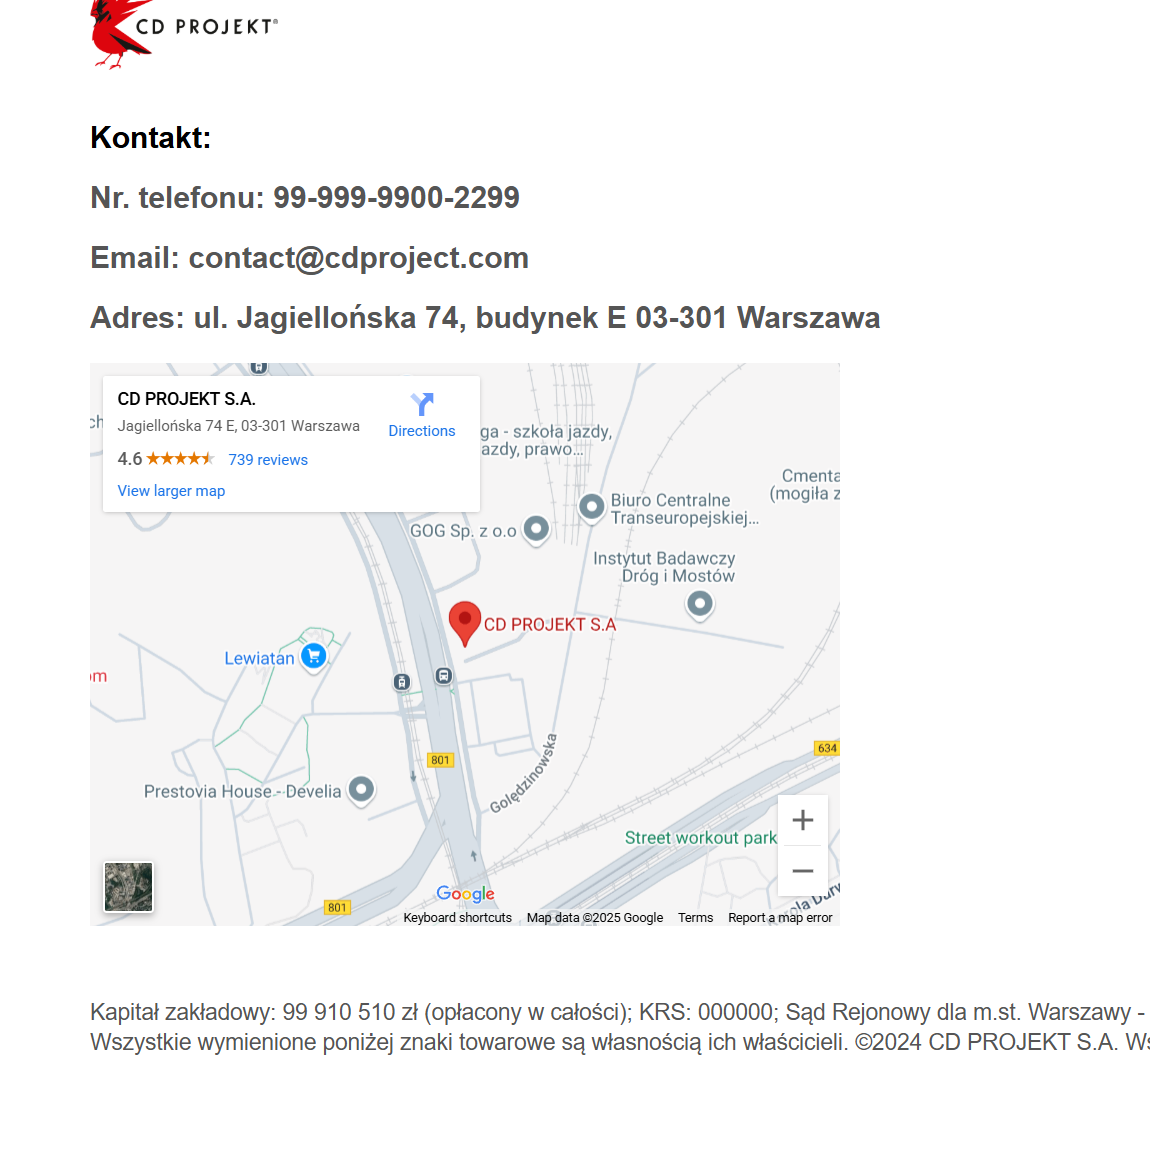 CD PROJEKT®
Kontakt:
Nr. telefonu: 99-999-9900-2299
Email: contact@cdproject.com
Adres: ul. Jagiellońska 74, budynek E 03-301 Warszawa
CD PROJEKT S.A.
Jagiellońska 74 E, 03-301 Warszawa
4.6
739 reviews
View larger map
Directions
ch
ga - szkoła jazdy,
azdy, prawo...
Cmenta
(mogiła z
Biuro Centralne
Transeuropejskiej...
GOG Sp. z o.o
Instytut Badawczy
Dróg i Mostów
CD PROJEKT S.A
Lewiatan
om
801
634
Golędzinowska
Prestovia House - Develia
Street workout park
801
Google
Keyboard shortcuts
Map data ©2025 Google
Terms
Report a map error
Kapitał zakładowy: 99 910 510 zł (opłacony w całości); KRS: 000000; Sąd Rejonowy dla m.st. Warszawy -
Wszystkie wymienione poniżej znaki towarowe są własnością ich właścicieli. ©2024 CD PROJEKT S.A. Ws